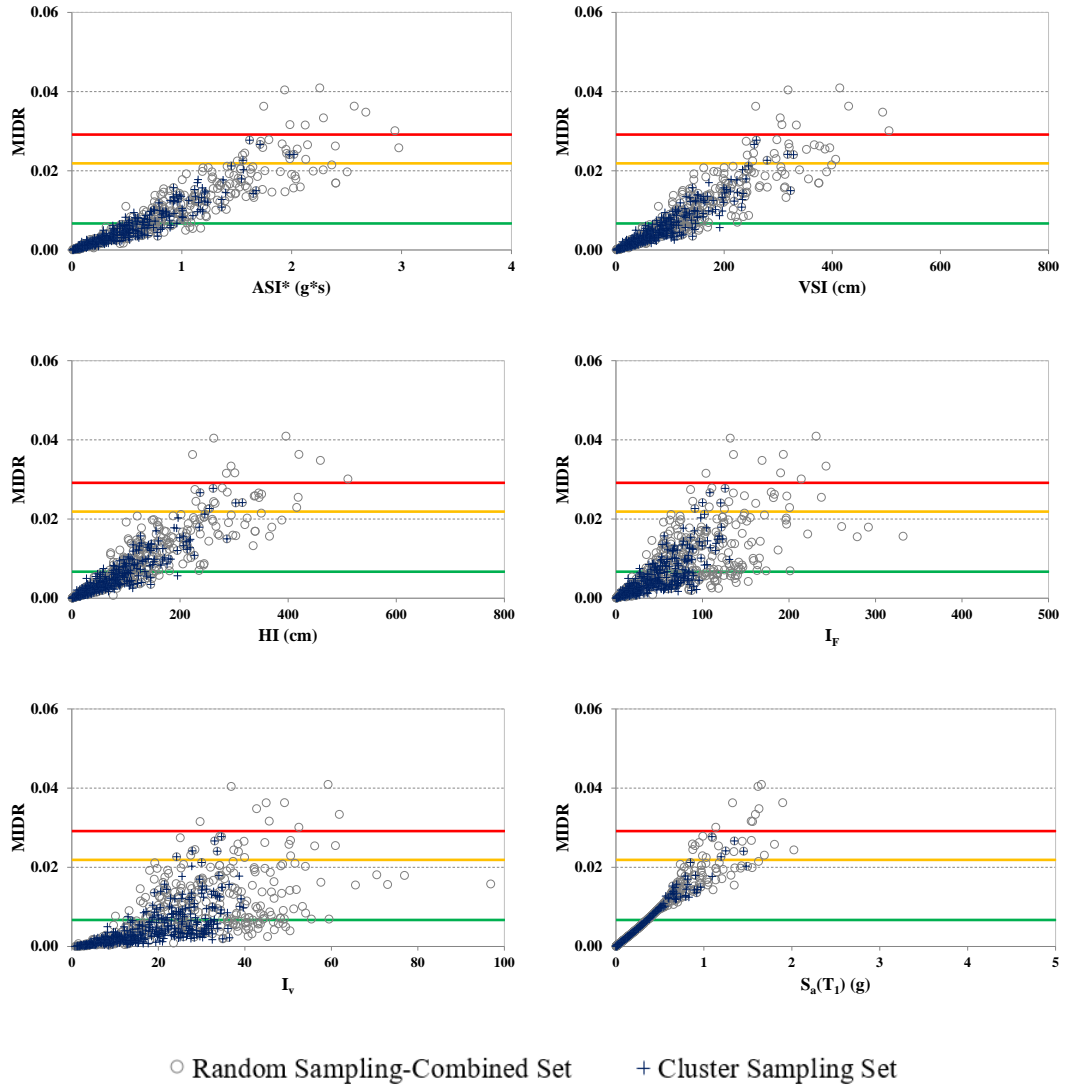 0.06 0.06
0.04 0.04
MIDR MIDR
0.02 0.02
0.00 0.00
0 1 2 3 4 0 200 400 600 800
ASI* (g*s) VSI (cm)
0.06 0.06
0.04 0.04
MIDR MIDR
0.02 0.02
0.00 0.00
0 200 400 600 800 0 100 200 300 400 500
HI (cm) I_F
0.06 0.06
0.04 0.04
MIDR MIDR
0.02 0.02
0.00 0.00
0 20 40 60 80 100 0 1 2 3 4 5
I_v S_a(T_1) (g)
Random Sampling-Combined Set Cluster Sampling Set